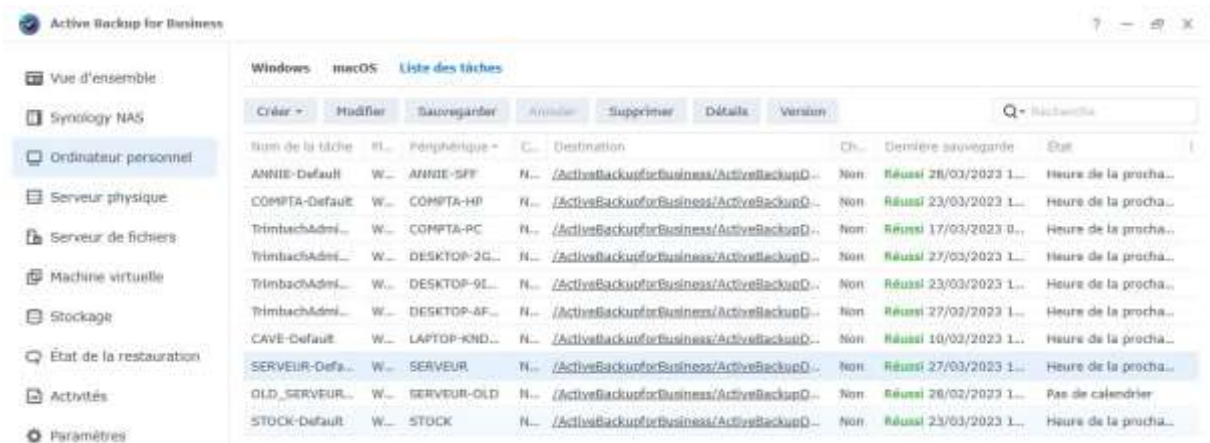 Active Backup for Business
Vue d'ensemble
Synology NAS
Ordinateur personnel
Serveur physique
Serveur de fichiers
Machine virtuelle
Stockage
État de la restauration
Activités
Paramètres
Windows macOS Liste des tâches
Créer Modifier Sauvegarder Annuler Supprimer Détails Version Recherche
Nom de la tâche Pl... Périphérique C... Destination Ch... Dernière sauvegarde État
ANNIE-Default W... ANNIE-SFF N... /ActiveBackupforBusiness/ActiveBackupD... Non Réussi 28/03/2023 1... Heure de la procha...
COMPTA-Default W... COMPTA-HP N... /ActiveBackupforBusiness/ActiveBackupD... Non Réussi 23/03/2023 1... Heure de la procha...
TrimbachAdmi... W... COMPTA-PC N... /ActiveBackupforBusiness/ActiveBackupD... Non Réussi 17/03/2023 0... Heure de la procha...
TrimbachAdmi... W... DESKTOP-2G... N... /ActiveBackupforBusiness/ActiveBackupD... Non Réussi 27/03/2023 1... Heure de la procha...
TrimbachAdmi... W... DESKTOP-9I... N... /ActiveBackupforBusiness/ActiveBackupD... Non Réussi 23/03/2023 1... Heure de la procha...
TrimbachAdmi... W... DESKTOP-AF... N... /ActiveBackupforBusiness/ActiveBackupD... Non Réussi 27/02/2023 1... Heure de la procha...
CAVE-Default W... LAPTOP-KND... N... /ActiveBackupforBusiness/ActiveBackupD... Non Réussi 10/02/2023 1... Heure de la procha...
SERVEUR-Defa... W... SERVEUR N... /ActiveBackupforBusiness/ActiveBackupD... Non Réussi 27/03/2023 1... Heure de la procha...
OLD_SERVEUR... W... SERVEUR-OLD N... /ActiveBackupforBusiness/ActiveBackupD... Non Réussi 26/02/2023 1... Pas de calendrier
STOCK-Default W... STOCK N... /ActiveBackupforBusiness/ActiveBackupD... Non Réussi 23/03/2023 1... Heure de la procha...